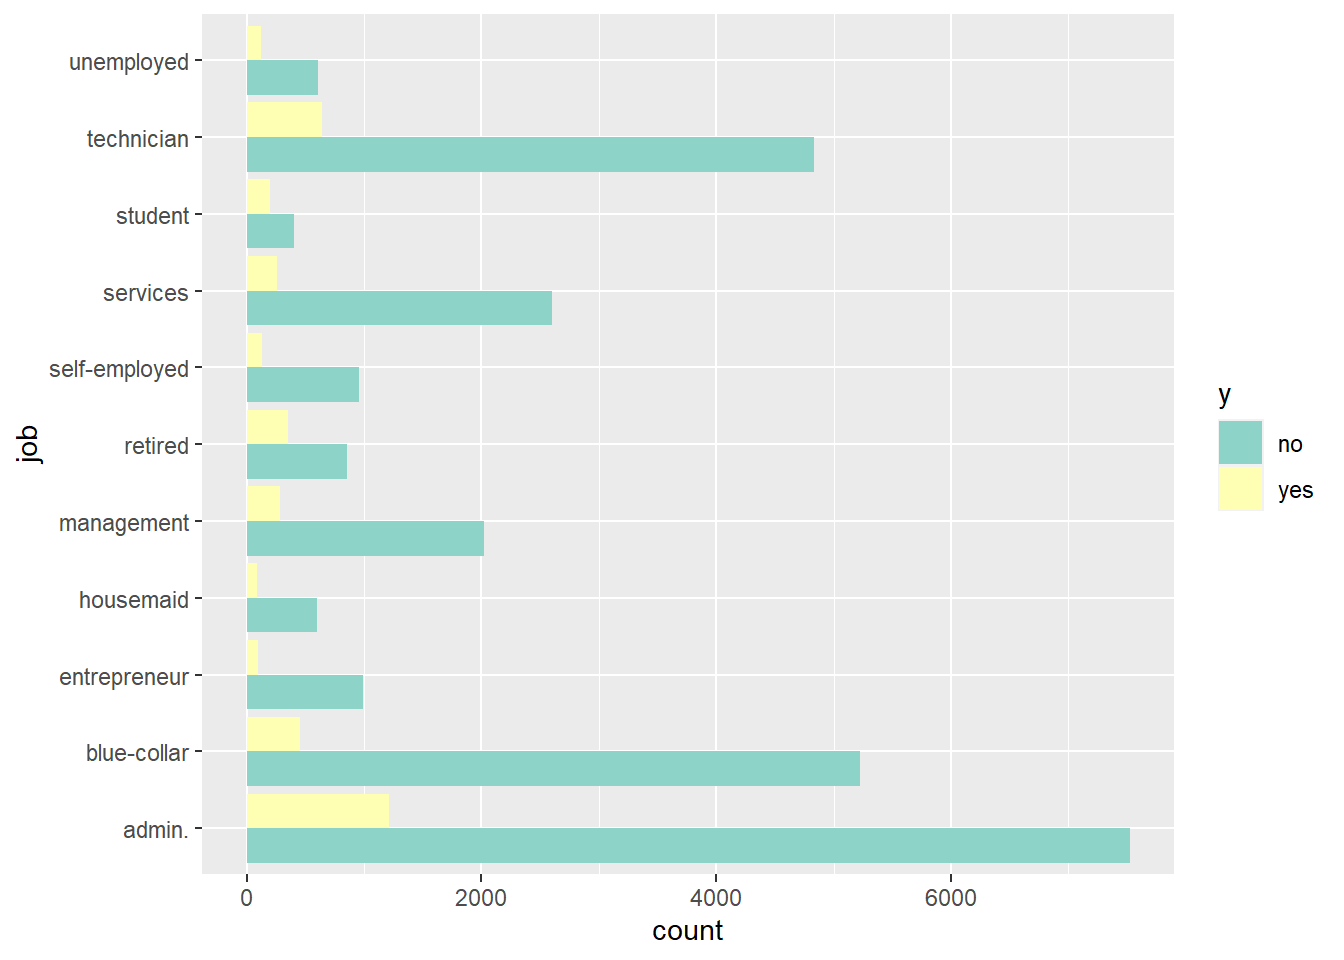 unemployed
technician
student
services
self-employed
retired
management
housemaid
entrepreneur
blue-collar
admin.
job
0 2000 4000 6000
count
y
no
yes